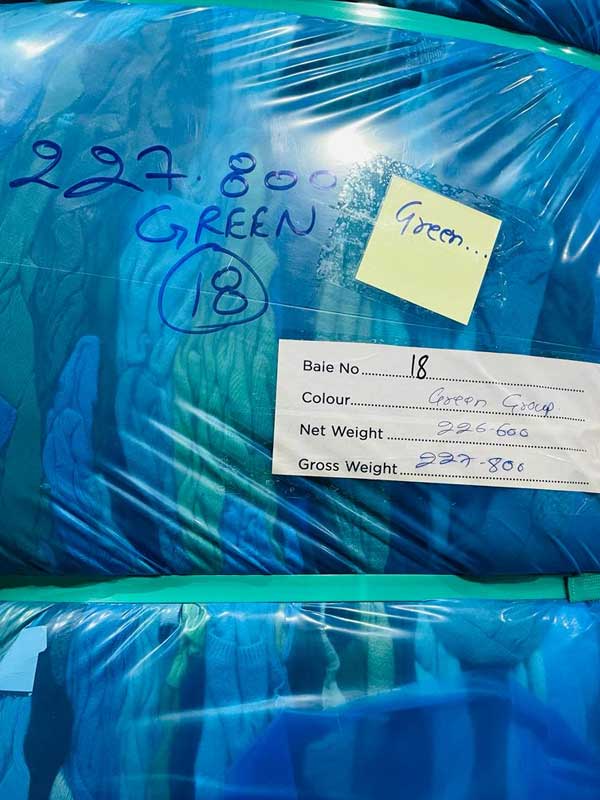 227.800
GREEN
18
Green...
Baie No. 18
Colour. Green Group
Net Weight 226-600
Gross Weight 227-800